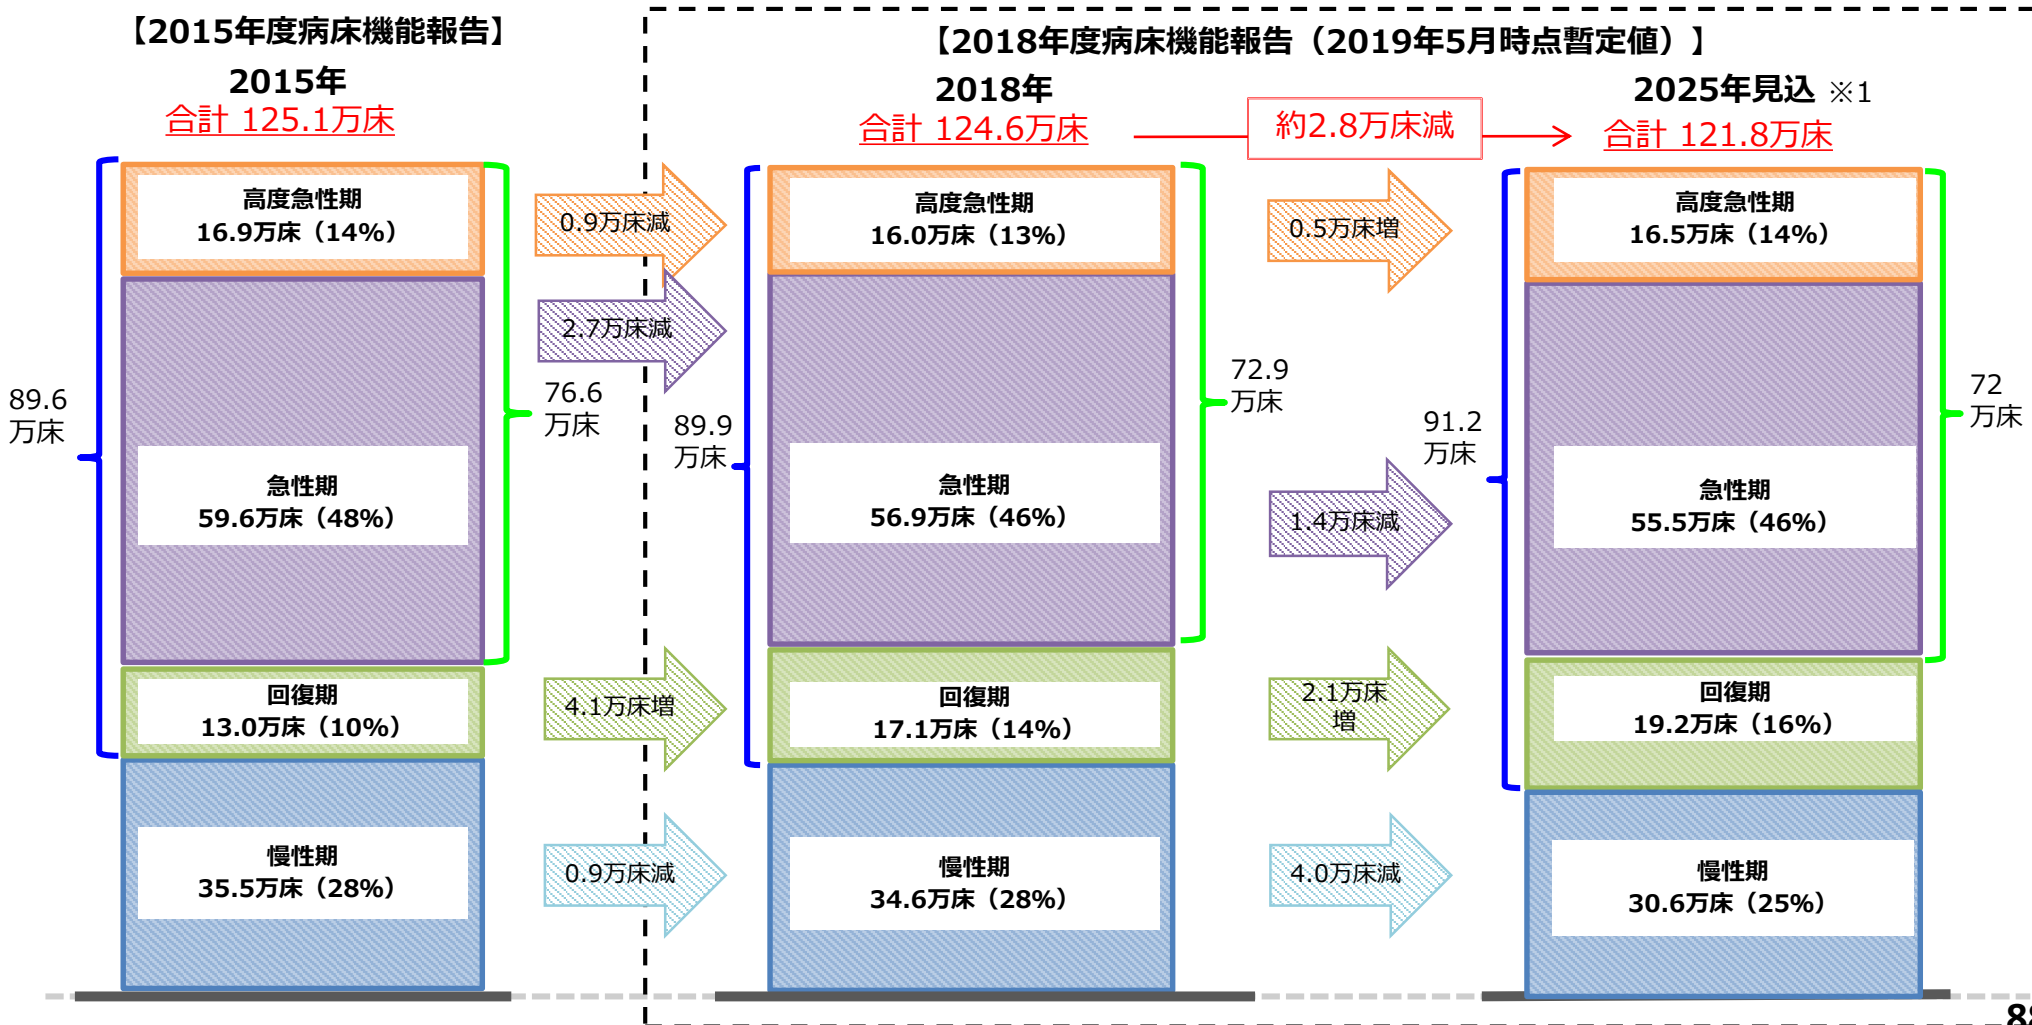 【2015年度病床機能報告】
2015年
合計 125.1万床
高度急性期
16.9万床（14%）
急性期
59.6万床（48%）
回復期
13.0万床（10%）
慢性期
35.5万床（28%）
89.6
万床
76.6
万床
0.9万床減
2.7万床減
4.1万床増
0.9万床減
【2018年度病床機能報告（2019年5月時点暫定値）】
2018年
合計 124.6万床
約2.8万床減
高度急性期
16.0万床（13%）
急性期
56.9万床（46%）
回復期
17.1万床（14%）
慢性期
34.6万床（28%）
89.9
万床
72.9
万床
0.5万床増
1.4万床減
2.1万床
増
4.0万床減
2025年見込 ※1
合計 121.8万床
高度急性期
16.5万床（14%）
急性期
55.5万床（46%）
回復期
19.2万床（16%）
慢性期
30.6万床（25%）
91.2
万床
72
万床